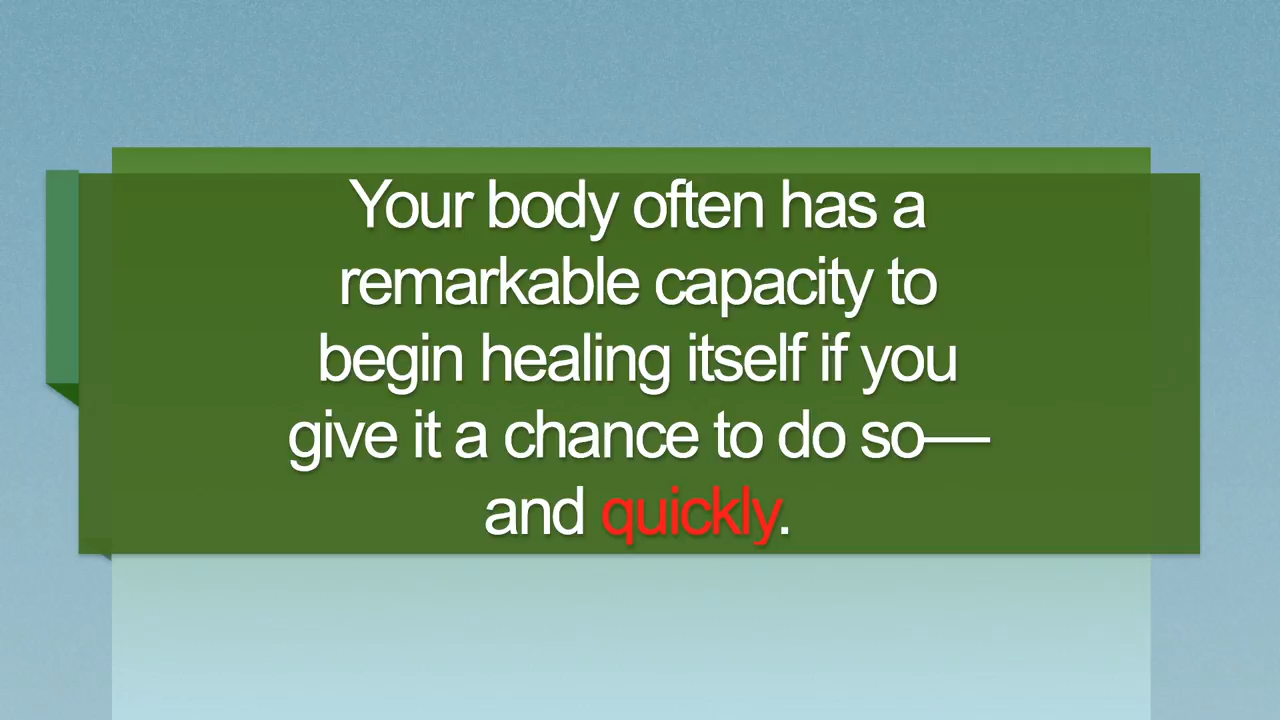 Your body often has a
remarkable capacity to
begin healing itself if you
give it a chance to do so—
and quickly.